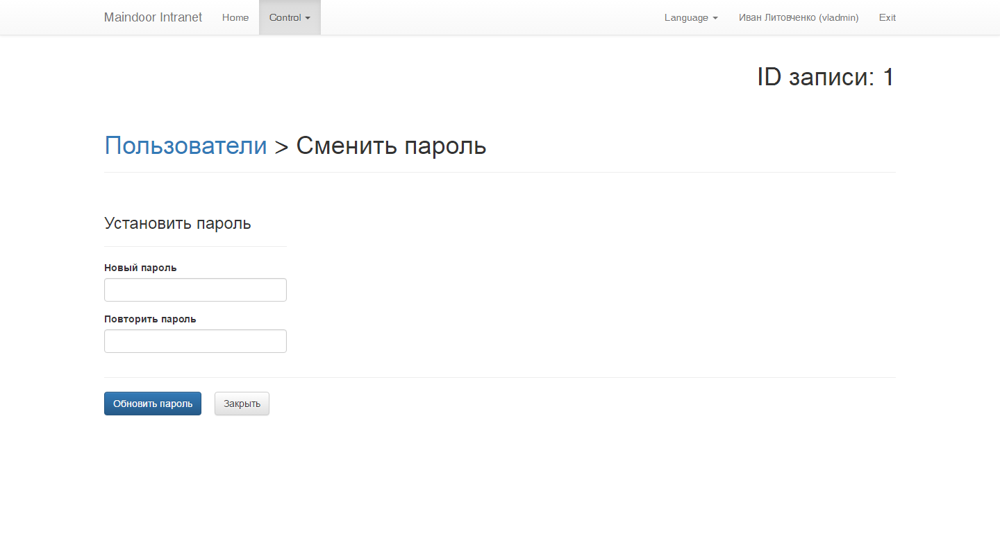 Maindoor Intranet Home Control Language Иван Литовченко (vladmin) Exit
ID записи: 1
Пользователи > Сменить пароль
Установить пароль
Новый пароль
Повторить пароль
Обновить пароль Закрыть